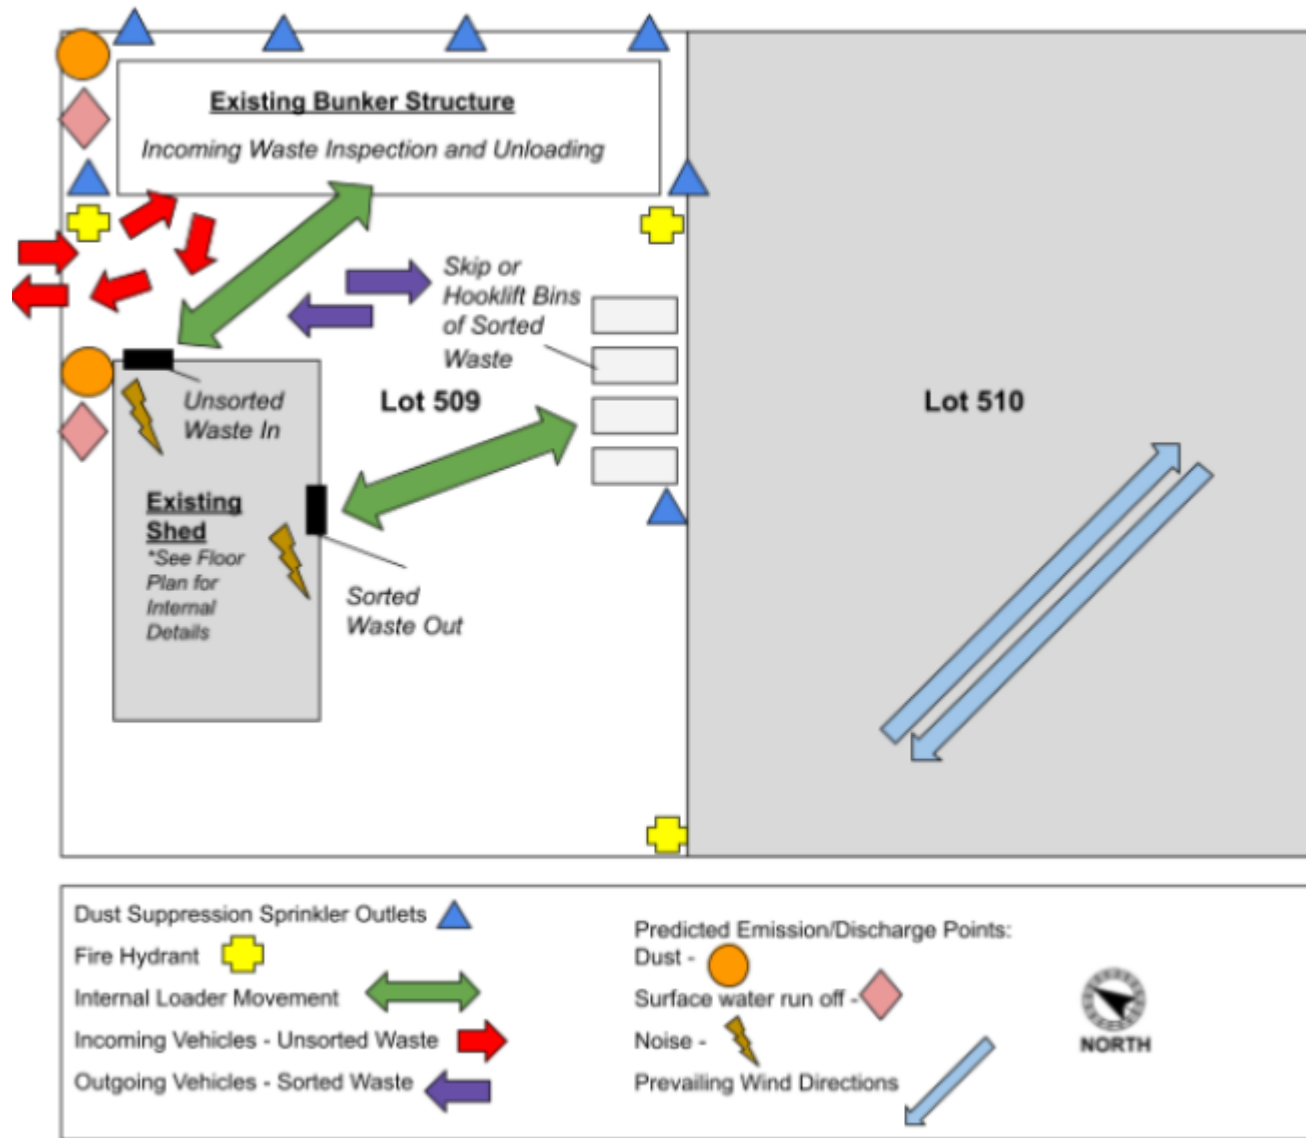 Existing Bunker Structure
Incoming Waste Inspection and Unloading
Skip or
Hooklift Bins
of Sorted
Waste
Unsorted
Waste In
Lot 509
Lot 510
Existing
Shed
*See Floor
Plan for
Internal
Details
Sorted
Waste Out
Dust Suppression Sprinkler Outlets
Fire Hydrant
Internal Loader Movement
Incoming Vehicles - Unsorted Waste
Outgoing Vehicles - Sorted Waste
Predicted Emission/Discharge Points:
Dust -
Surface water run off -
Noise -
Prevailing Wind Directions
NORTH